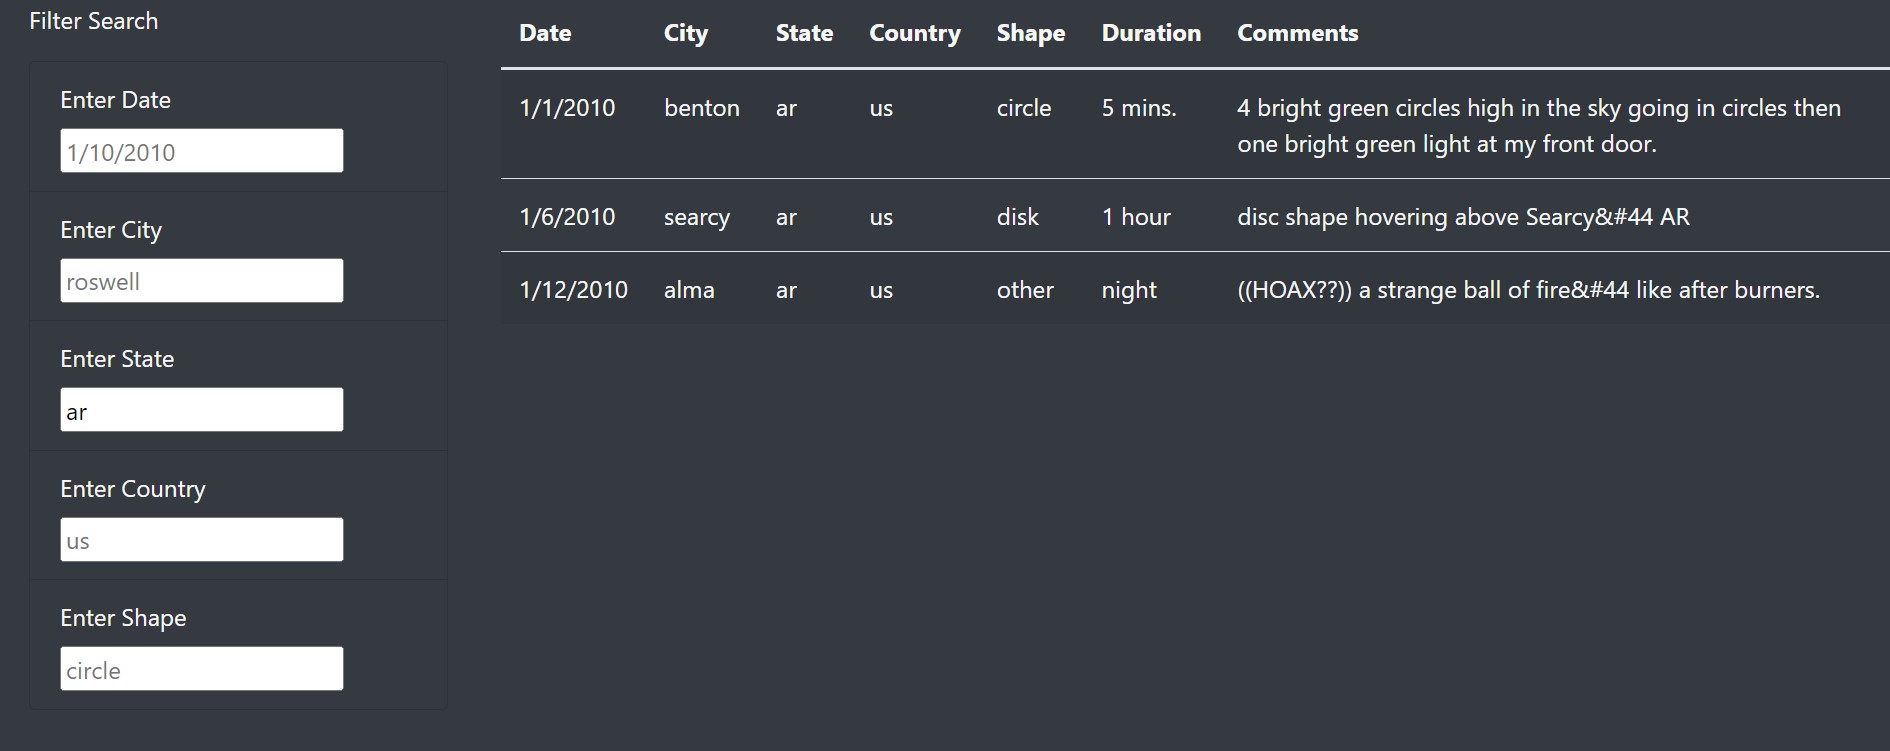 Filter Search
Enter Date
1/10/2010
Enter City
roswell
Enter State
ar
Enter Country
us
Enter Shape
circle
Date City State Country Shape Duration Comments
1/1/2010 benton ar us circle 5 mins. 4 bright green circles high in the sky going in circles then
one bright green light at my front door.
1/6/2010 searcy ar us disk 1 hour disc shape hovering above Searcy&#44 AR
1/12/2010 alma ar us other night ((HOAX??)) a strange ball of fire&#44 like after burners.